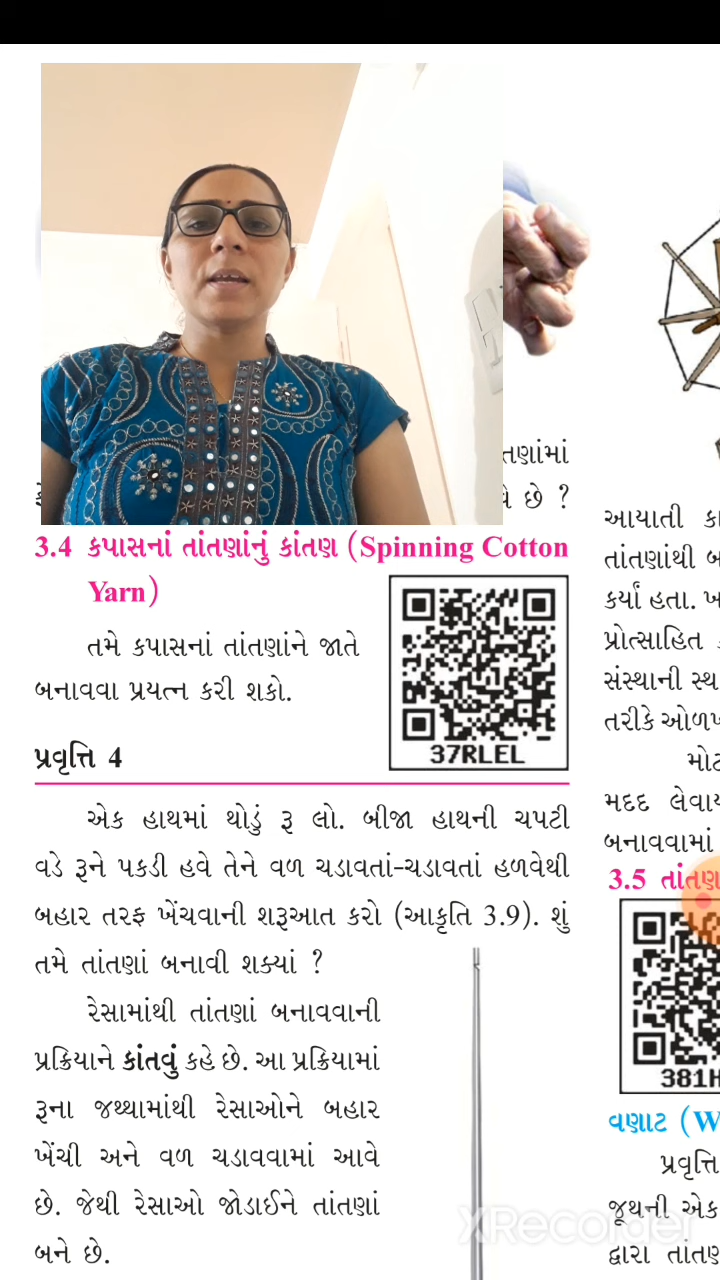 તણાંમાં
વે છે ?
3.4 કપાસનાં તાંતણાંનું કાંતણ (Spinning Cotton
Yarn)
તમે કપાસનાં તાંતણાંને જાતે
બનાવવા પ્રયત્ન કરી શકો.
37RLEL
પ્રવૃત્તિ 4
એક હાથમાં થોડું રૂ લો. બીજા હાથની ચપટી
વડે રૂને પકડી હવે તેને વળ ચડાવતાં-ચડાવતાં હળવેથી
બહાર તરફ ખેંચવાની શરૂઆત કરો (આકૃતિ 3.9). શું
તમે તાંતણાં બનાવી શક્યાં ?
રેસામાંથી તાંતણાં બનાવવાની
પ્રક્રિયાને કાંતવું કહે છે. આ પ્રક્રિયામાં
રૂના જથ્થામાંથી રેસાઓને બહાર
ખેંચી અને વળ ચડાવવામાં આવે
છે. જેથી રેસાઓ જોડાઈને તાંતણાં
બને છે.
આયાતી કા
તાંતણાંથી બ
કર્યાં હતા. ખ
પ્રોત્સાહિત
સંસ્થાની સ્થ
તરીકે ઓળખ
મોટ
મદદ લેવાય
બનાવવામાં
3.5 તાંતણ
381H
વણાટ (W
પ્રવૃત્તિ
જૂથની એક
દ્વારા તાંતણ
XRecorder